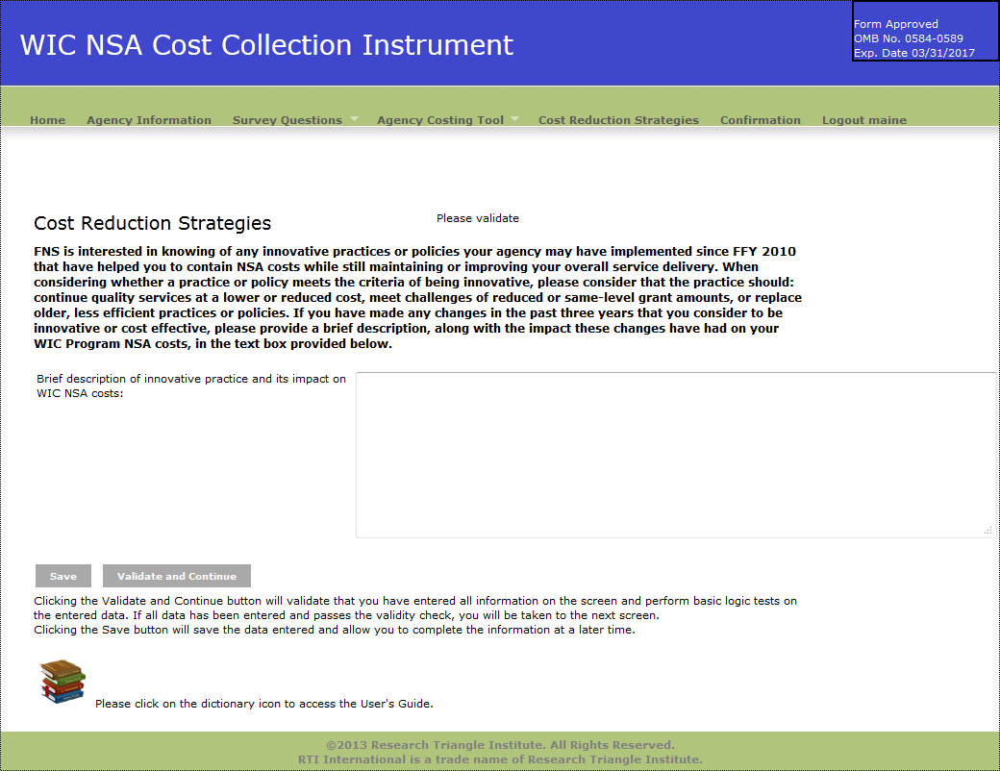 WIC NSA Cost Collection Instrument
Form Approved
OMB No. 0584-0589
Exp. Date 03/31/2017
Home Agency Information Survey Questions Agency Costing Tool Cost Reduction Strategies Confirmation Logout maine
Cost Reduction Strategies
Please validate
FNS is interested in knowing of any innovative practices or policies your agency may have implemented since FFY 2010
that have helped you to contain NSA costs while still maintaining or improving your overall service delivery. When
considering whether a practice or policy meets the criteria of being innovative, please consider that the practice should:
continue quality services at a lower or reduced cost, meet challenges of reduced or same-level grant amounts, or replace
older, less efficient practices or policies. If you have made any changes in the past three years that you consider to be
innovative or cost effective, please provide a brief description, along with the impact these changes have had on your
WIC Program NSA costs, in the text box provided below.
Brief description of innovative practice and its impact on
WIC NSA costs:
Save
Validate and Continue
Clicking the Validate and Continue button will validate that you have entered all information on the screen and perform basic logic tests on
the entered data. If all data has been entered and passes the validity check, you will be taken to the next screen.
Clicking the Save button will save the data entered and allow you to complete the information at a later time.
Please click on the dictionary icon to access the User's Guide.
©2013 Research Triangle Institute. All Rights Reserved.
RTI International is a trade name of Research Triangle Institute.